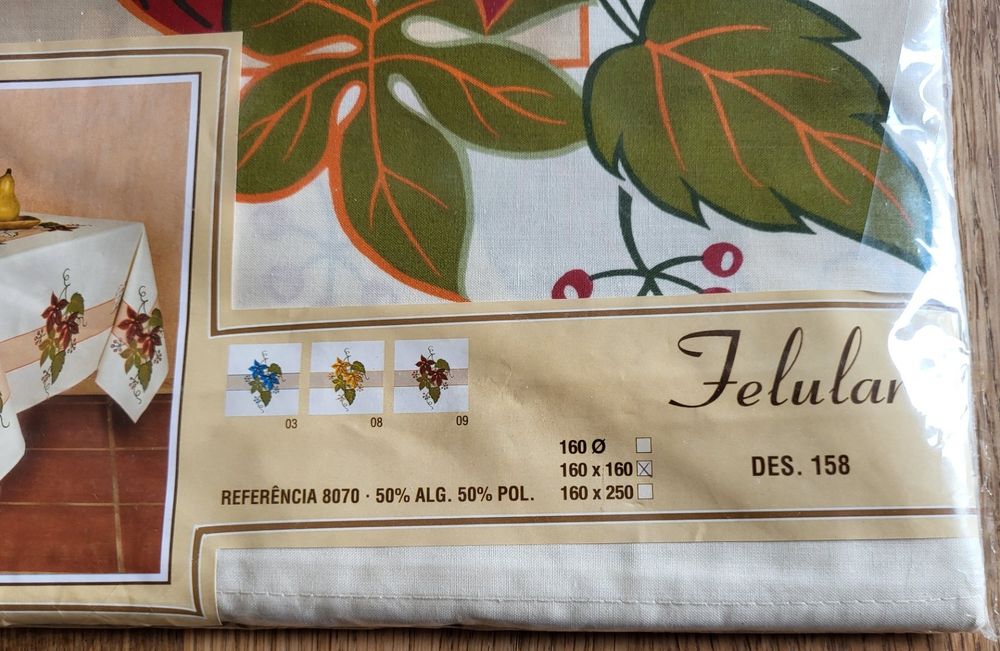 Felular
03 08 09
160 Ø
160 x 160
160 x 250
DES. 158
REFERÊNCIA 8070 · 50% ALG. 50% POL.